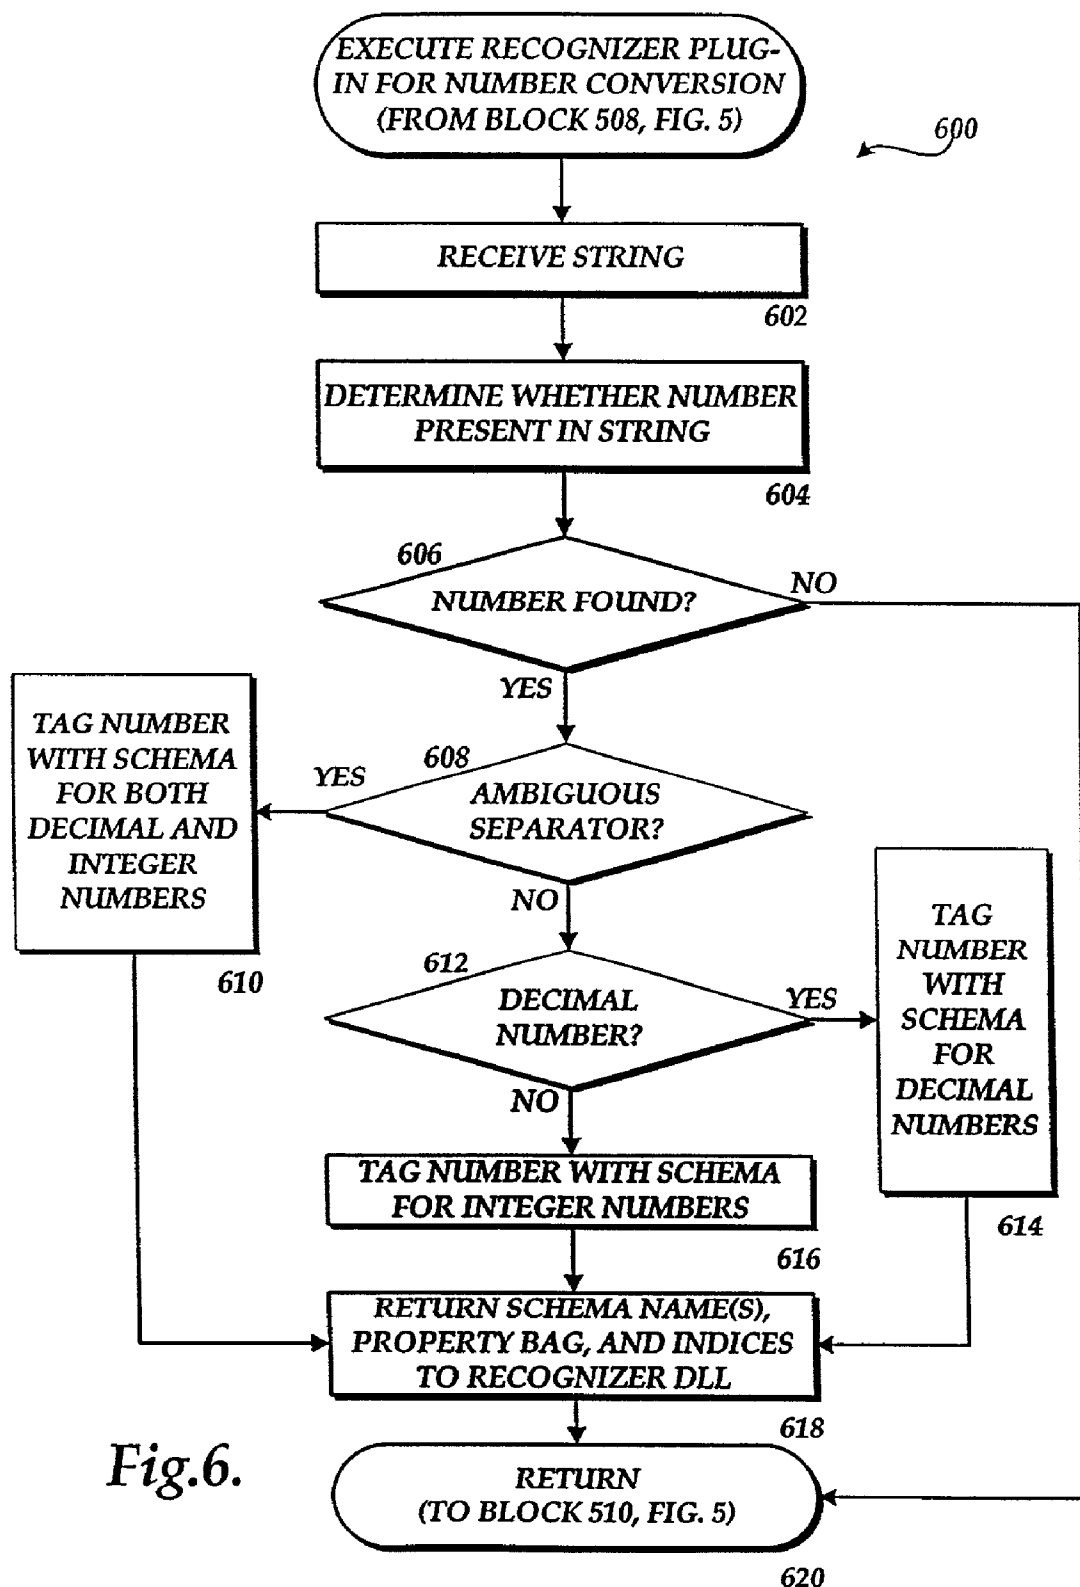 EXECUTE RECOGNIZER PLUG-
IN FOR NUMBER CONVERSION
(FROM BLOCK 508, FIG. 5)
600
RECEIVE STRING
602
DETERMINE WHETHER NUMBER
PRESENT IN STRING
604
606
NUMBER FOUND?
NO
YES
608
AMBIGUOUS
SEPARATOR?
YES
TAG NUMBER
WITH SCHEMA
FOR BOTH
DECIMAL AND
INTEGER
NUMBERS
610
NO
612
DECIMAL
NUMBER?
YES
TAG
NUMBER
WITH
SCHEMA
FOR
DECIMAL
NUMBERS
614
NO
TAG NUMBER WITH SCHEMA
FOR INTEGER NUMBERS
616
RETURN SCHEMA NAME(S),
PROPERTY BAG, AND INDICES
TO RECOGNIZER DLL
618
Fig.6.
RETURN
(TO BLOCK 510, FIG. 5)
620